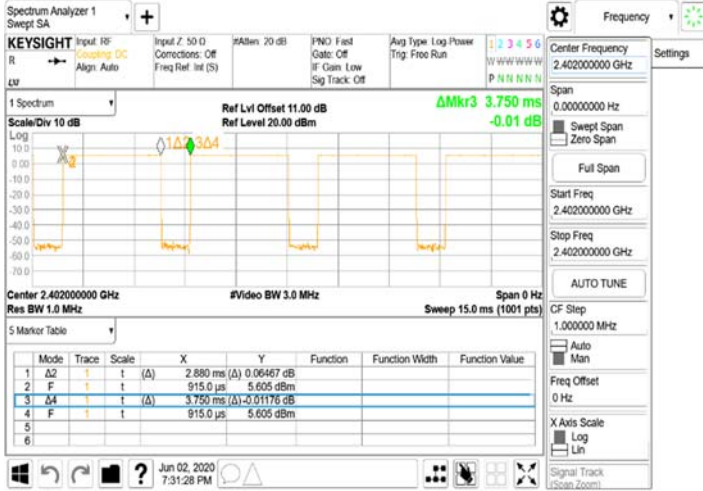 Spectrum Analyzer 1
Swept SA
+
Frequency
KEYSIGHT Input: RF Input Z: 50 Ω #Atten: 20 dB PNO: Fast Avg Type: Log-Power 1 2 3 4 5 6
R Coupling: DC Corrections: Off Gate: Off Trig: Free Run W W W W W W
Align: Auto Freq Ref: Int (S) IF Gain: Low P N N N N N
Sig Track: Off
LXI
1 Spectrum
Scale/Div 10 dB
Ref Lvl Offset 11.00 dB
Ref Level 20.00 dBm
ΔMkr3 3.750 ms
-0.01 dB
Log
10.0
0.00
-10.0
-20.0
-30.0
-40.0
-50.0
-60.0
-70.0
1Δ2 3Δ4
Center 2.402000000 GHz #Video BW 3.0 MHz Span 0 Hz
Res BW 1.0 MHz Sweep 15.0 ms (1001 pts)
5 Marker Table
Mode Trace Scale X Y Function Function Width Function Value
1 Δ2 1 t (Δ) 2.880 ms (Δ) 0.06467 dB
2 F 1 t 915.0 µs 5.605 dBm
3 Δ4 1 t (Δ) 3.750 ms (Δ) -0.01176 dB
4 F 1 t 915.0 µs 5.605 dBm
5
6
?
Jun 02, 2020
7:31:28 PM
Center Frequency
2.402000000 GHz
Settings
Span
0.00000000 Hz
Swept Span
Zero Span
Full Span
Start Freq
2.402000000 GHz
Stop Freq
2.402000000 GHz
AUTO TUNE
CF Step
1.000000 MHz
Auto
Man
Freq Offset
0 Hz
X Axis Scale
Log
Lin
Signal Track
(Span Zoom)